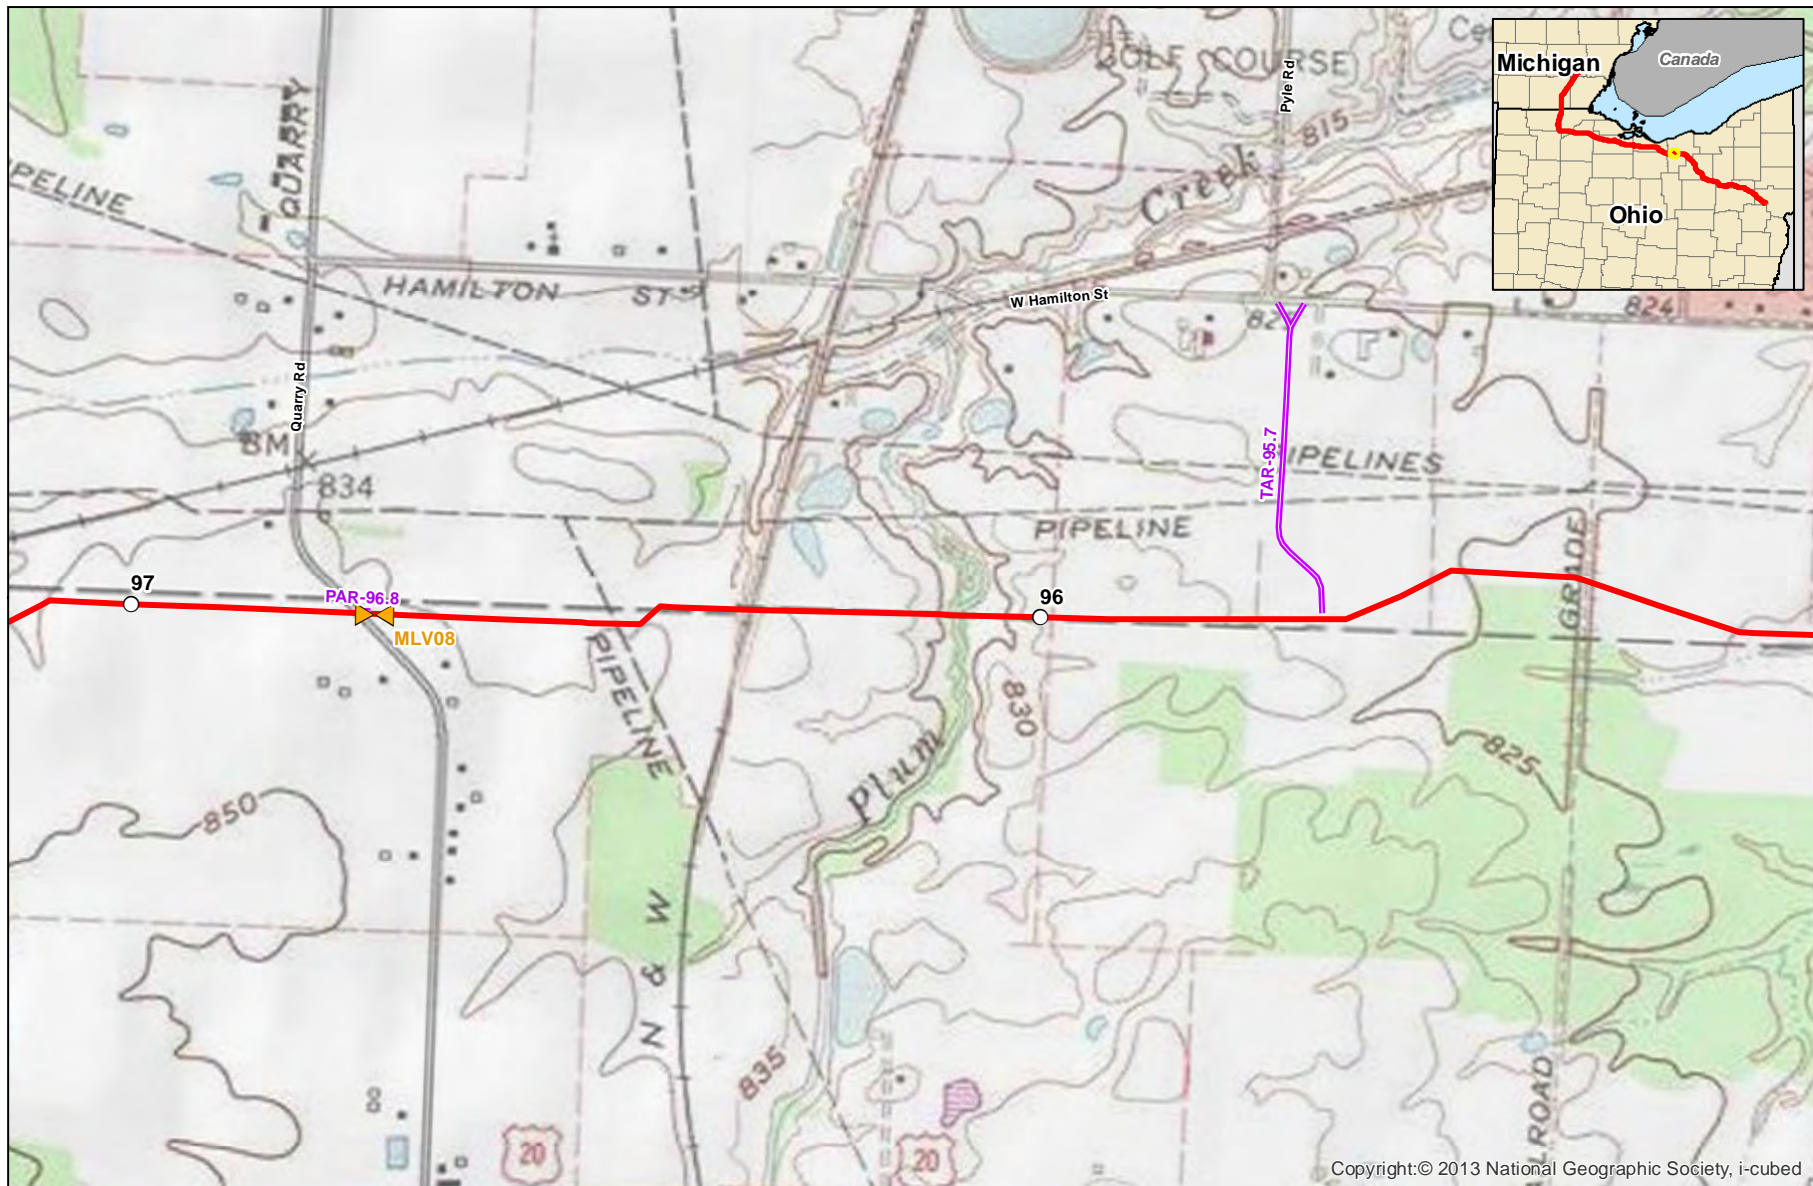 GOLF COURSE
Pyle Rd
Michigan
Canada
Ohio
QUARRY
815
Creek
PIPELINE
HAMILTON ST
W Hamilton St
824
82
Quarry Rd
BM
834
TAR-95.7
PIPELINES
PIPELINE
GRADE
97
PAR-96.8
MLV08
96
PIPELINE
830
825
Plum
850
N & W
835
20
20
Copyright:© 2013 National Geographic Society, i-cubed